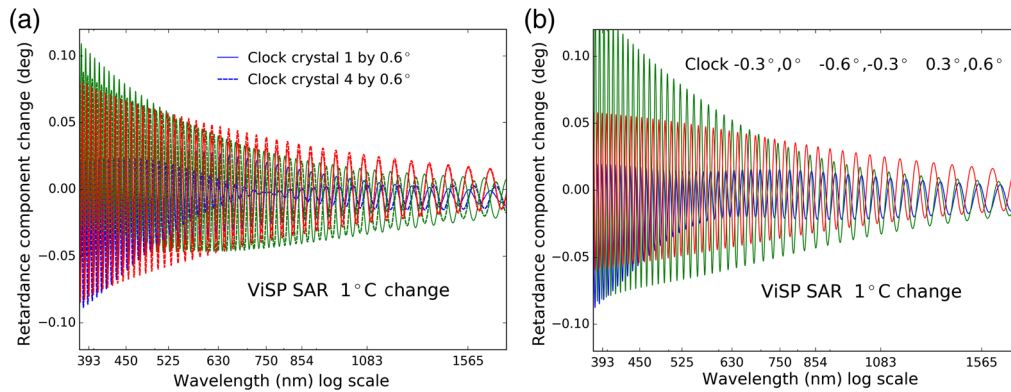 (a)
Retardance component change (deg)
0.10
0.05
0.00
−0.05
−0.10
Clock crystal 1 by 0.6°
Clock crystal 4 by 0.6°
ViSP SAR 1°C change
393 450 525 630 750 854 1083 1565
Wavelength (nm) log scale
(b)
Retardance component change (deg)
0.10
0.05
0.00
−0.05
−0.10
Clock -0.3°,0° -0.6°,-0.3° 0.3°,0.6°
ViSP SAR 1°C change
393 450 525 630 750 854 1083 1565
Wavelength (nm) log scale